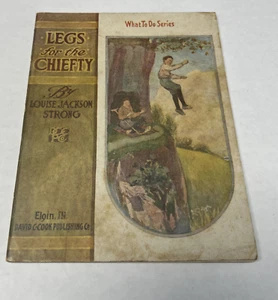 What To Do Series
LEGS
for the
CHIEFTY
By
LOUISE JACKSON
STRONG
Elgin, Ill.
DAVID C. COOK PUBLISHING CO.